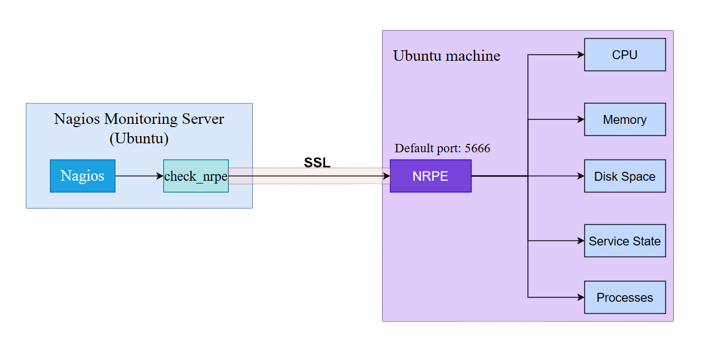 Nagios Monitoring Server
(Ubuntu)
Nagios
check_nrpe
SSL
Ubuntu machine
Default port: 5666
NRPE
CPU
Memory
Disk Space
Service State
Processes